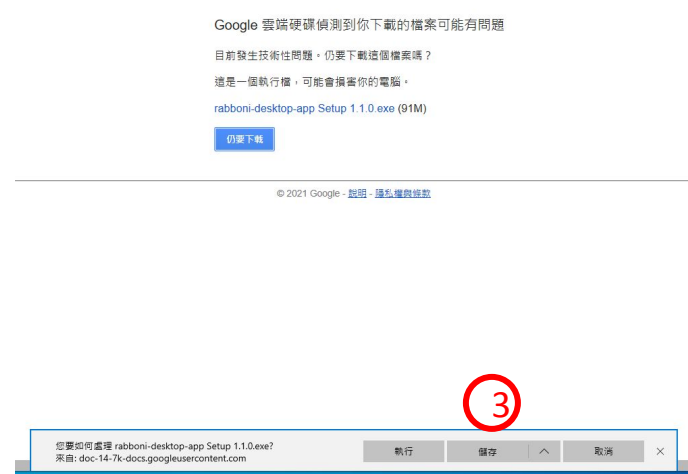 Google 雲端硬碟偵測到你下載的檔案可能有問題
目前發生技術性問題。仍要下載這個檔案嗎？
這是一個執行檔，可能會損害你的電腦。
rabboni-desktop-app Setup 1.1.0.exe (91M)
仍要下載
© 2021 Google - 說明 - 隱私權與條款
3
您要如何處理 rabboni-desktop-app Setup 1.1.0.exe?
來自: doc-14-7k-docs.googleusercontent.com
執行 儲存 取消